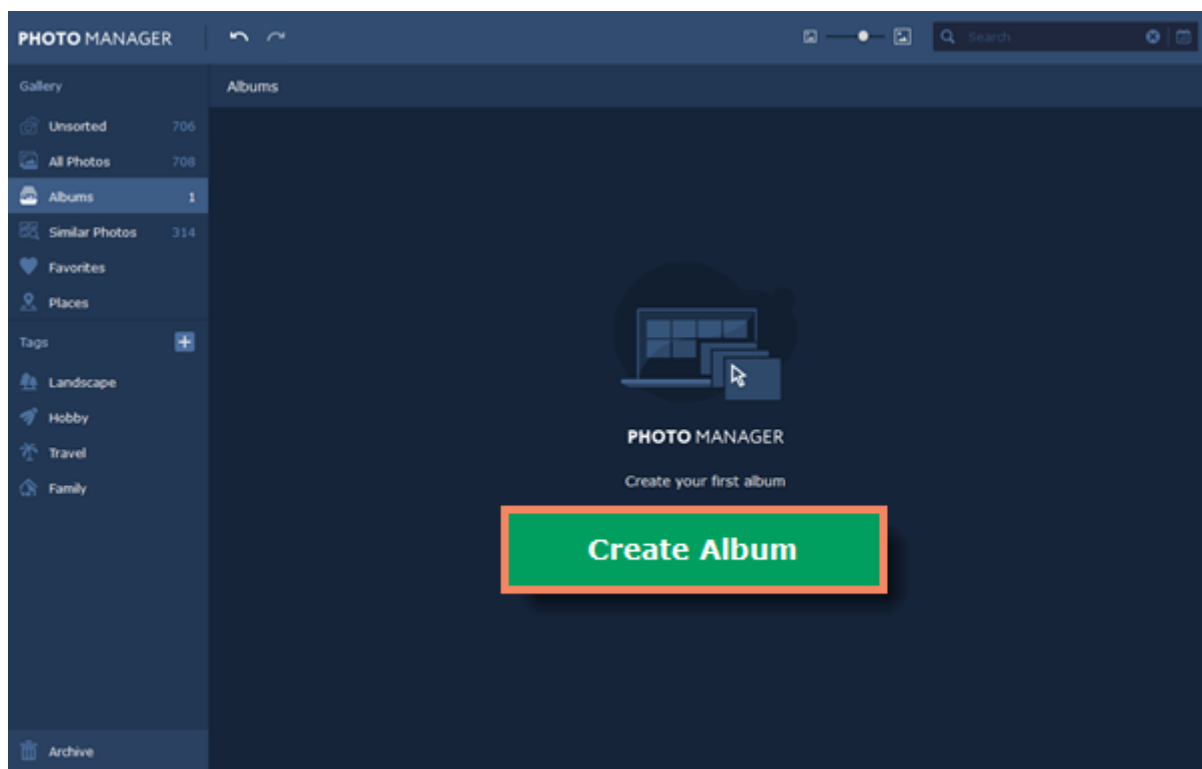 PHOTO MANAGER
Search
Gallery
Albums
Unsorted 706
All Photos 708
Albums 1
Similar Photos 314
Favorites
Places
Tags
Landscape
Hobby
Travel
Family
PHOTO MANAGER
Create your first album
Create Album
Archive